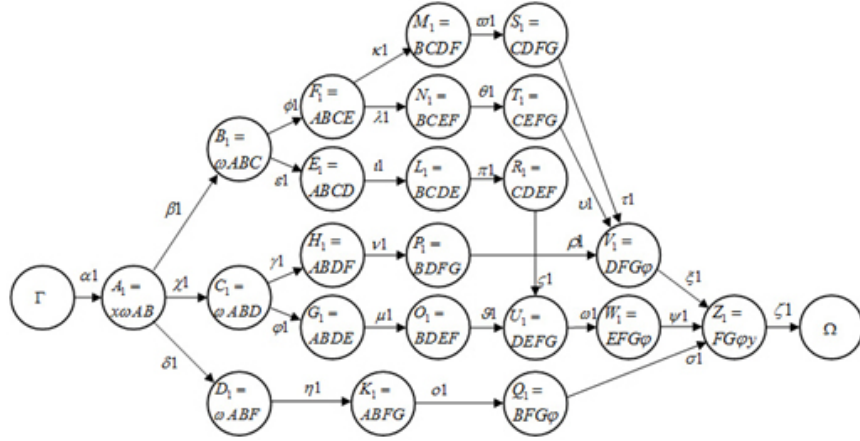 M₁ =
BCDF
ϖ1
S₁ =
CDFG
κ1
F₁ =
ABCE
λ1
N₁ =
BCEF
θ1
T₁ =
CEFG
ϕ1
B₁ =
ωABC
ε1
E₁ =
ABCD
ι1
L₁ =
BCDE
π1
R₁ =
CDEF
β1
υ1
τ1
H₁ =
ABDF
ν1
P₁ =
BDFG
ρ1
V₁ =
DFGφ
γ1
ξ1
ς1
Γ
α1
A₁ =
xωAB
χ1
C₁ =
ωABD
φ1
G₁ =
ABDE
μ1
O₁ =
BDEF
ϑ1
U₁ =
DEFG
ω1
W₁ =
EFGφ
ψ1
Z₁ =
FGφy
ζ1
Ω
δ1
σ1
D₁ =
ωABF
η1
K₁ =
ABFG
ο1
Q₁ =
BFGφ